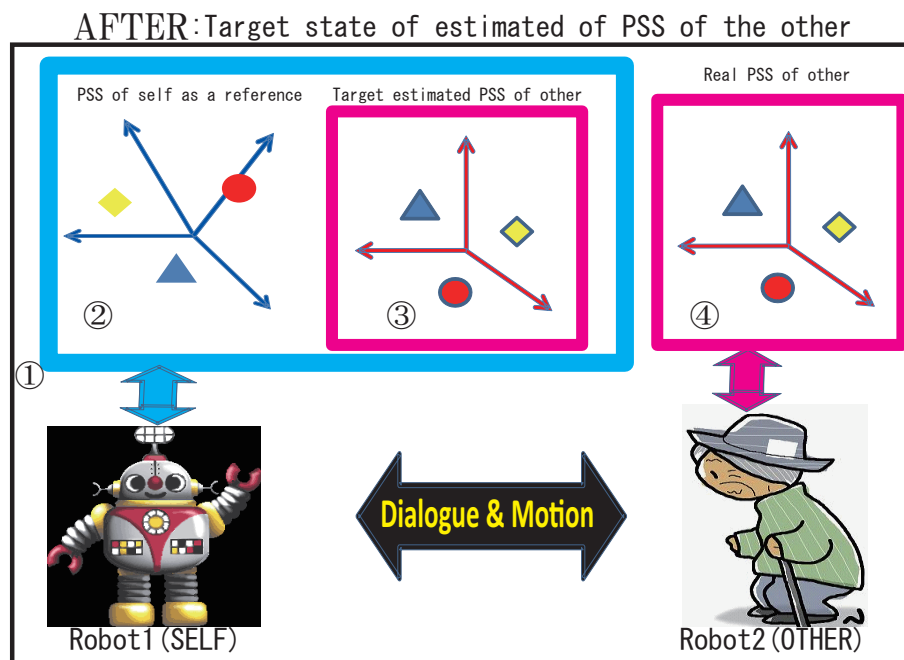 AFTER:Target state of estimated of PSS of the other
PSS of self as a reference
Target estimated PSS of other
Real PSS of other
②
③
④
①
Dialogue & Motion
Robot1(SELF)
Robot2(OTHER)